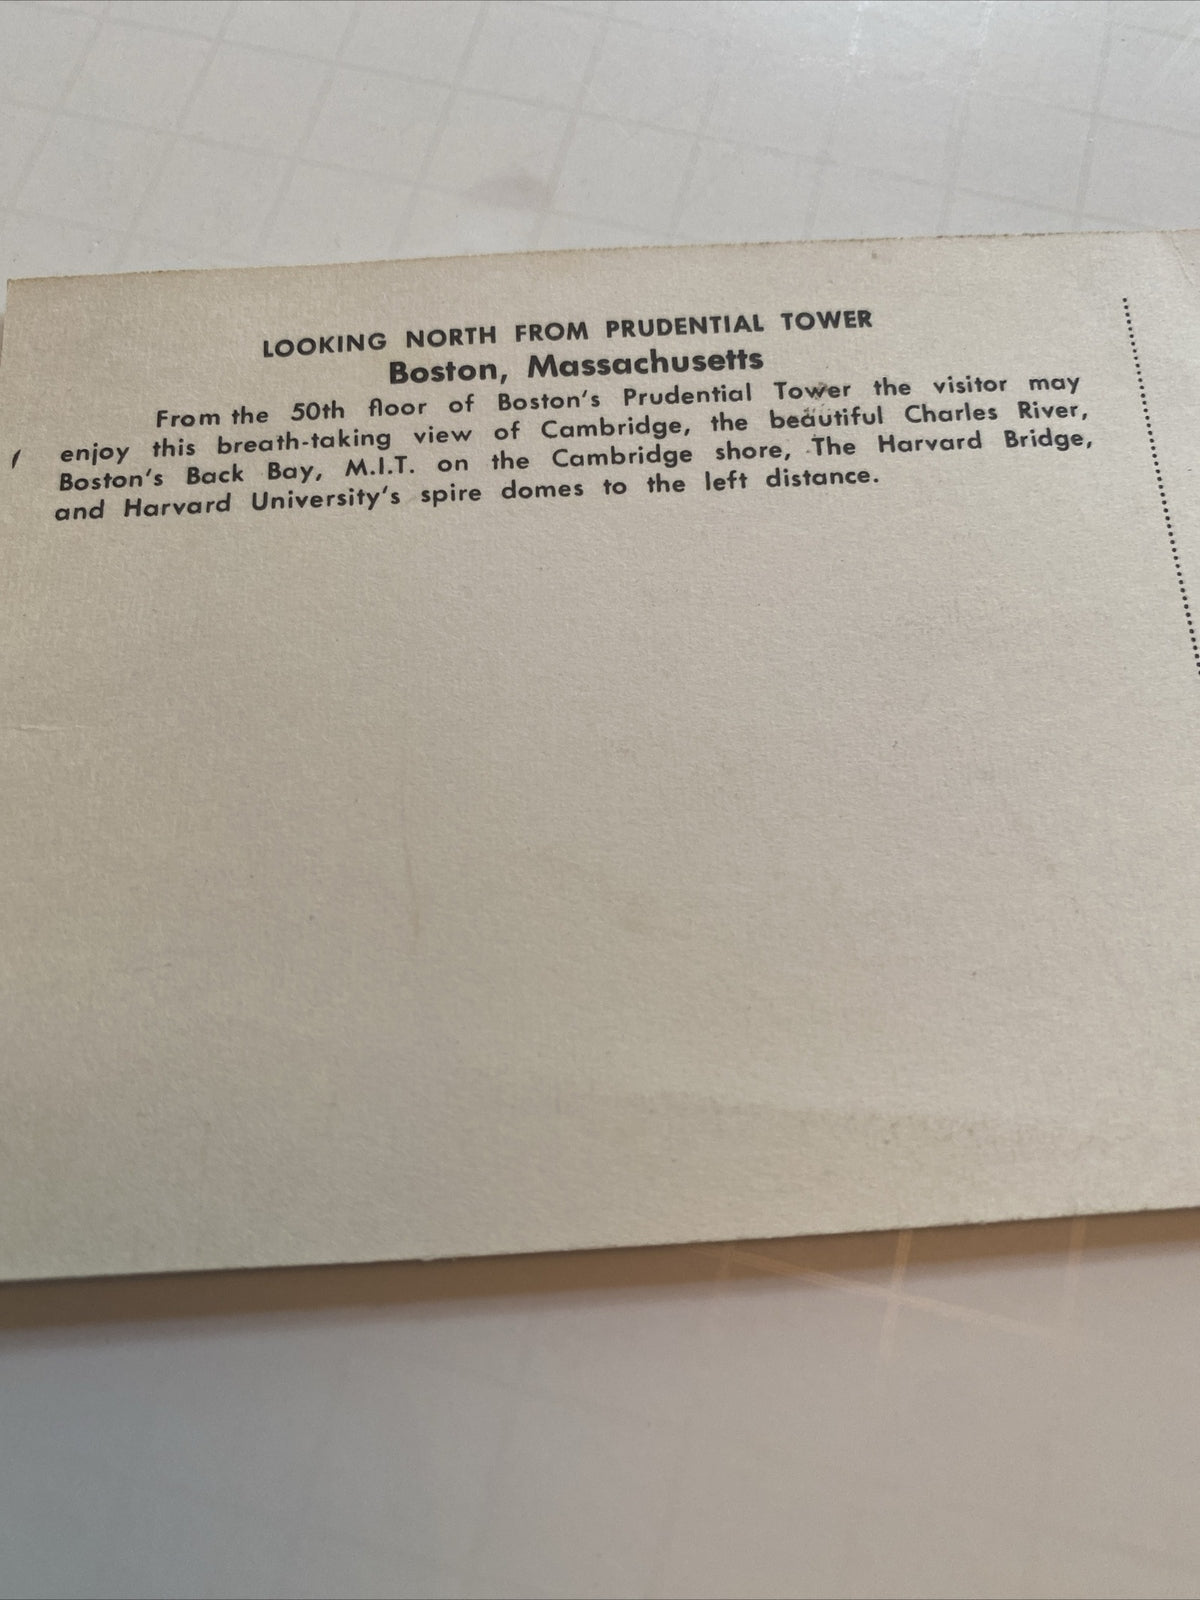 LOOKING NORTH FROM PRUDENTIAL TOWER
Boston, Massachusetts
From the 50th floor of Boston's Prudential Tower the visitor may
enjoy this breath-taking view of Cambridge, the beautiful Charles River,
Boston's Back Bay, M.I.T. on the Cambridge shore, The Harvard Bridge,
and Harvard University's spire domes to the left distance.